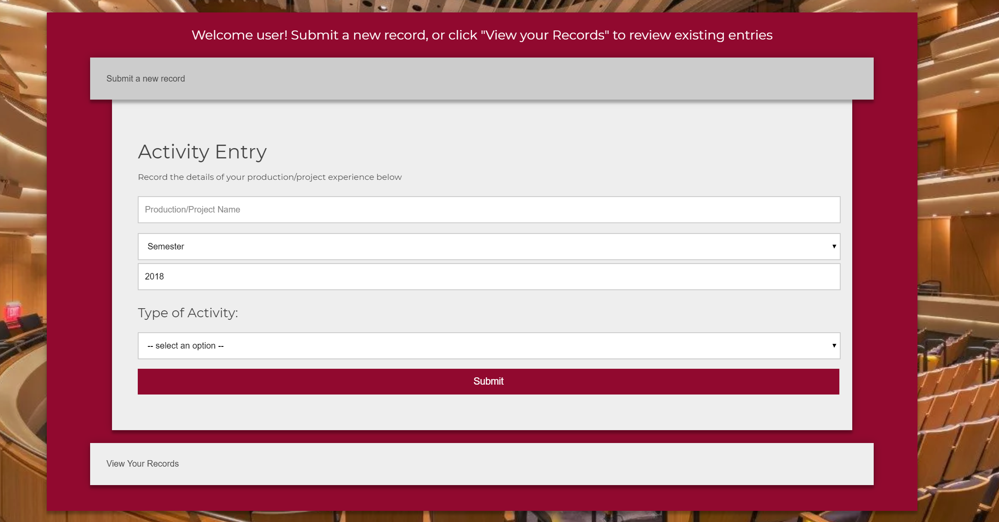 Welcome user! Submit a new record, or click "View your Records" to review existing entries
Submit a new record
Activity Entry
Record the details of your production/project experience below
Production/Project Name
Semester
2018
Type of Activity:
-- select an option --
Submit
View Your Records
EXIT